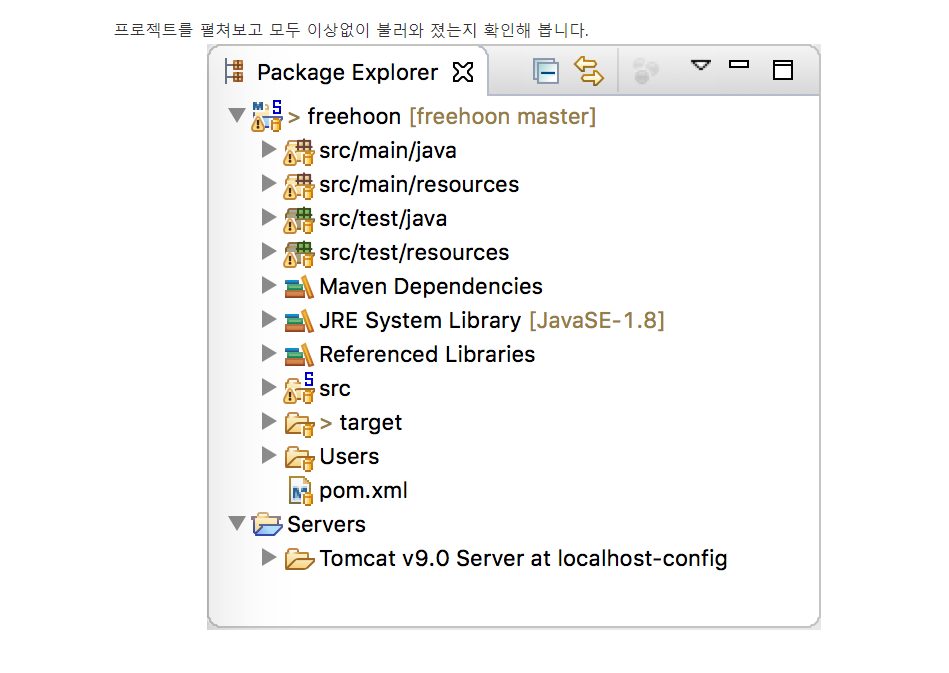 프로젝트를 펼쳐보고 모두 이상없이 불러와 졌는지 확인해 봅니다.
Package Explorer
> freehoon [freehoon master]
src/main/java
src/main/resources
src/test/java
src/test/resources
Maven Dependencies
JRE System Library [JavaSE-1.8]
Referenced Libraries
src
> target
Users
pom.xml
Servers
Tomcat v9.0 Server at localhost-config